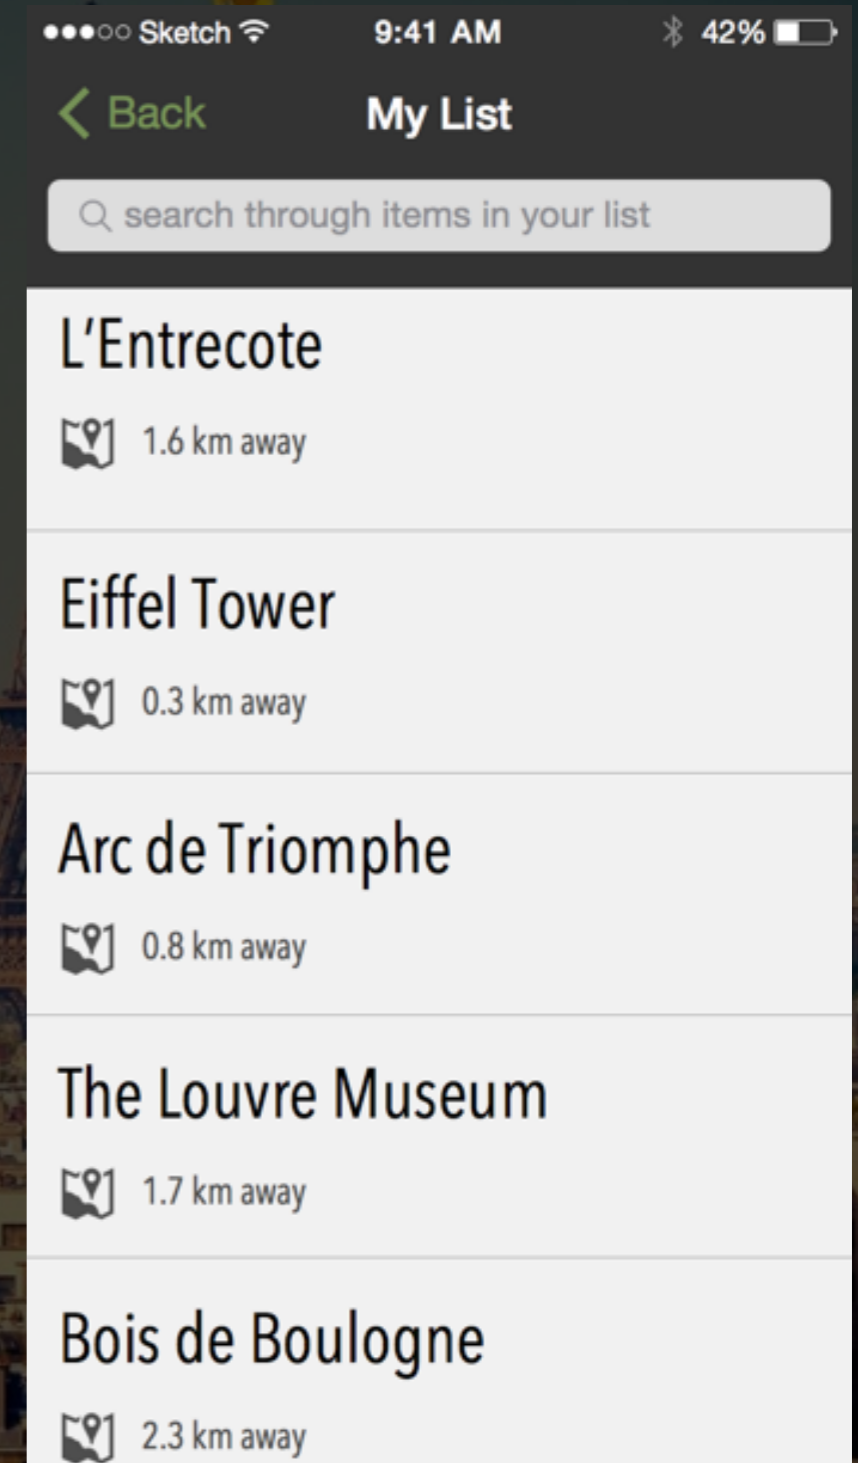 Sketch 9:41 AM 42%
Back My List
search through items in your list
L’Entrecote
1.6 km away
Eiffel Tower
0.3 km away
Arc de Triomphe
0.8 km away
The Louvre Museum
1.7 km away
Bois de Boulogne
2.3 km away